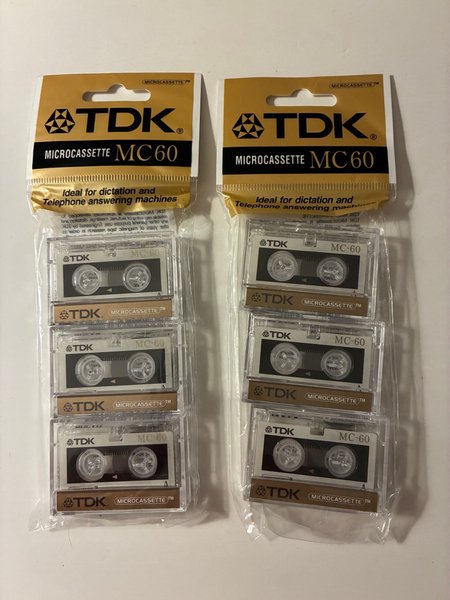 MICROCASSETTE™
TDK®
MICROCASSETTE MC60
Ideal for dictation and
Telephone answering machines
TDK MC-60
TDK MICROCASSETTE™
TDK MC-60
A
TDK MICROCASSETTE™
TDK MC-60
A
TDK MICROCASSETTE™
MICROCASSETTE™
TDK®
MICROCASSETTE MC60
Ideal for dictation and
Telephone answering machines
TDK MC-60
TDK MICROCASSETTE™
TDK MC-60
A
TDK MICROCASSETTE™
TDK MC-60
A
TDK MICROCASSETTE™